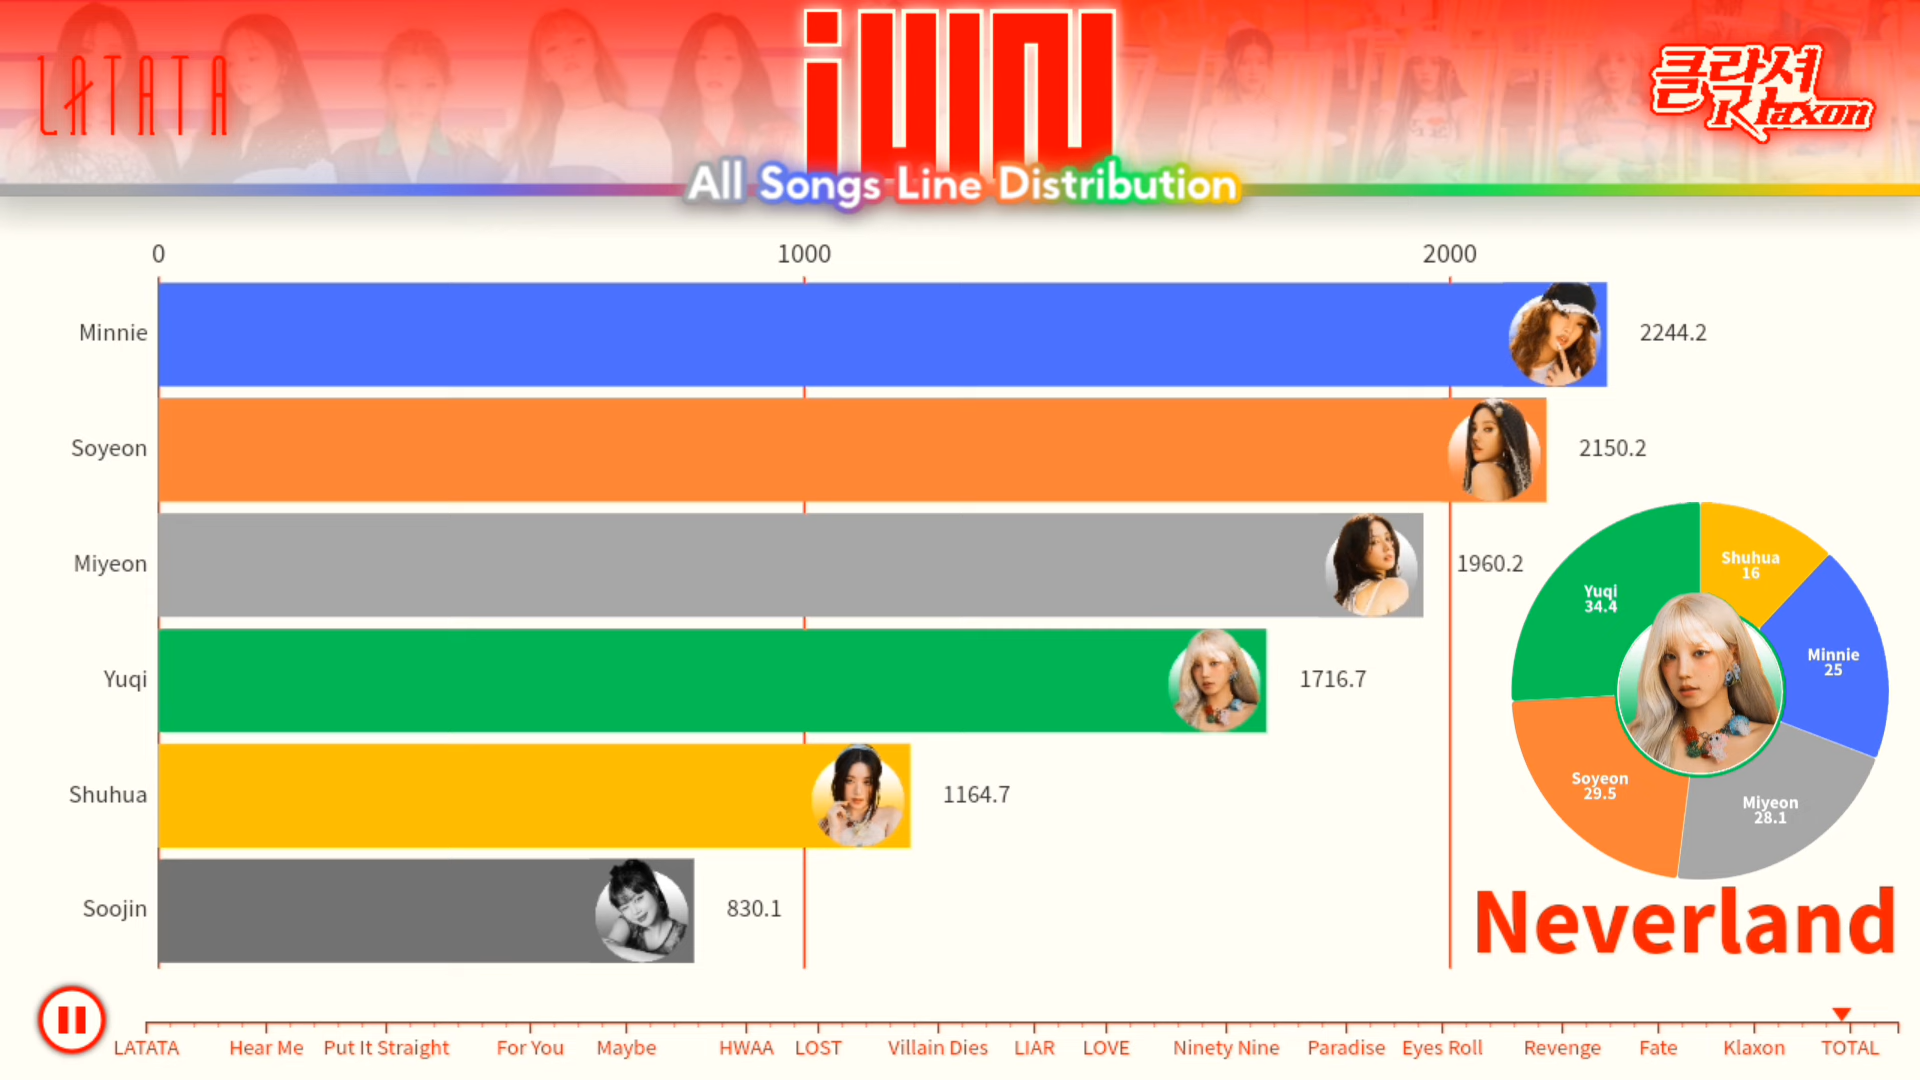 LATATA
클락션
Klaxon
All Songs Line Distribution
0 1000 2000
Minnie 2244.2
Soyeon 2150.2
Miyeon 1960.2
Yuqi 1716.7
Shuhua 1164.7
Soojin 830.1
Shuhua
16
Yuqi
34.4
Minnie
25
Soyeon
29.5
Miyeon
28.1
Neverland
LATATA Hear Me Put It Straight For You Maybe HWAA LOST Villain Dies LIAR LOVE Ninety Nine Paradise Eyes Roll Revenge Fate Klaxon TOTAL